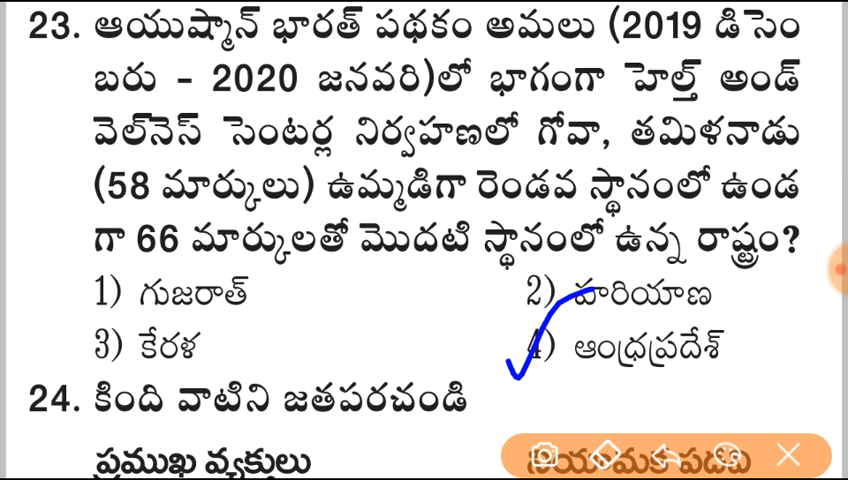 23. ఆయుష్మాన్ భారత్ పథకం అమలు (2019 డిసెం
బరు - 2020 జనవరి)లో భాగంగా హెల్త్ అండ్
వెల్‌నెస్ సెంటర్ల నిర్వహణలో గోవా, తమిళనాడు
(58 మార్కులు) ఉమ్మడిగా రెండవ స్థానంలో ఉండ
గా 66 మార్కులతో మొదటి స్థానంలో ఉన్న రాష్ట్రం?
1) గుజరాత్ 2) హరియాణ
3) కేరళ 4) ఆంధ్రప్రదేశ్
24. కింది వాటిని జతపరచండి
ప్రముఖ వ్యక్తులు